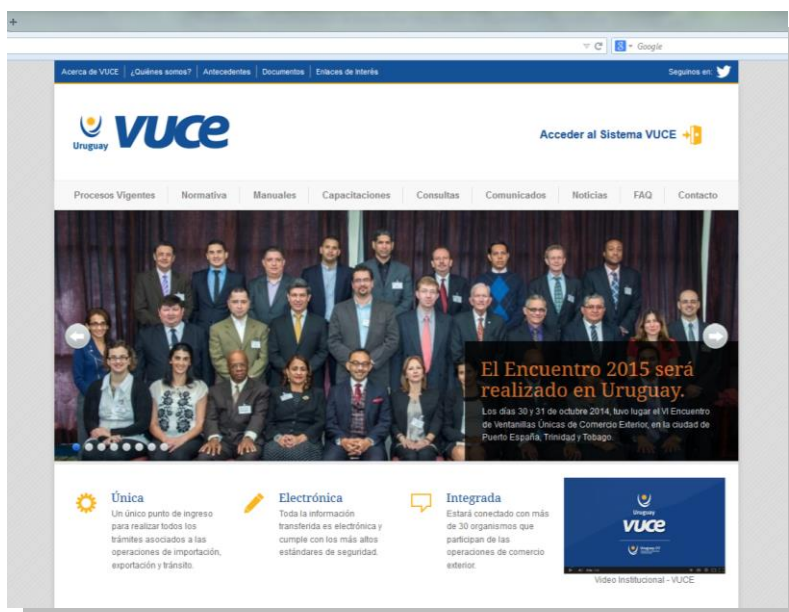 +
Google
Acerca de VUCE | ¿Quiénes somos? | Antecedentes | Documentos | Enlaces de Interés
Seguinos en:
Uruguay
VUCE
Acceder al Sistema VUCE
Procesos Vigentes | Normativa | Manuales | Capacitaciones | Consultas | Comunicados | Noticias | FAQ | Contacto
El Encuentro 2015 será
realizado en Uruguay.
Los días 30 y 31 de octubre 2014, tuvo lugar el VI Encuentro
de Ventanillas Únicas de Comercio Exterior, en la ciudad de
Puerto España, Trinidad y Tobago.
Única
Un único punto de ingreso
para realizar todos los
trámites asociados a las
operaciones de importación,
exportación y tránsito.
Electrónica
Toda la información
transferida es electrónica y
cumple con los más altos
estándares de seguridad.
Integrada
Estará conectado con más
de 30 organismos que
participan de las
operaciones de comercio
exterior.
Uruguay
VUCE
Video Institucional - VUCE